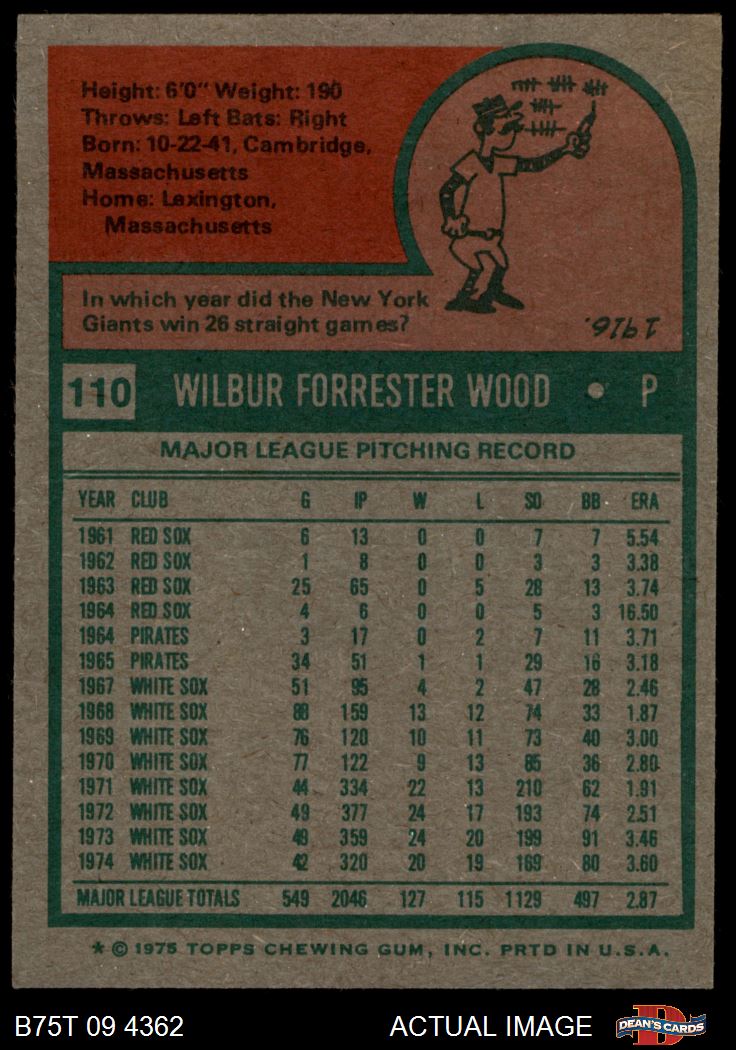 Height: 6'0" Weight: 190
Throws: Left Bats: Right
Born: 10-22-41, Cambridge,
Massachusetts
Home: Lexington,
Massachusetts
In which year did the New York
Giants win 26 straight games?
1916.
110 WILBUR FORRESTER WOOD • P
MAJOR LEAGUE PITCHING RECORD
YEAR CLUB G IP W L SO BB ERA
1961 RED SOX 6 13 0 0 7 7 5.54
1962 RED SOX 1 8 0 0 3 3 3.38
1963 RED SOX 25 65 0 5 28 13 3.74
1964 RED SOX 4 6 0 0 5 3 16.50
1964 PIRATES 3 17 0 2 7 11 3.71
1965 PIRATES 34 51 1 1 29 16 3.18
1967 WHITE SOX 51 95 4 2 47 28 2.46
1968 WHITE SOX 88 159 13 12 74 33 1.87
1969 WHITE SOX 76 120 10 11 73 40 3.00
1970 WHITE SOX 77 122 9 13 85 36 2.80
1971 WHITE SOX 44 334 22 13 210 62 1.91
1972 WHITE SOX 49 377 24 17 193 74 2.51
1973 WHITE SOX 49 359 24 20 199 91 3.46
1974 WHITE SOX 42 320 20 19 169 80 3.60
MAJOR LEAGUE TOTALS 549 2046 127 115 1129 497 2.87
* © 1975 TOPPS CHEWING GUM, INC. PRTD IN U.S.A.
B75T 09 4362 ACTUAL IMAGE DEAN'S CARDS